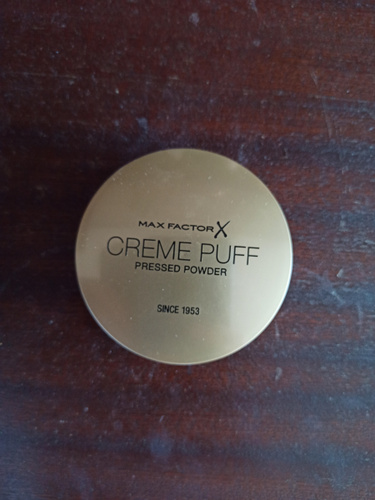 MAX FACTOR X
CREME PUFF
PRESSED POWDER
SINCE 1953